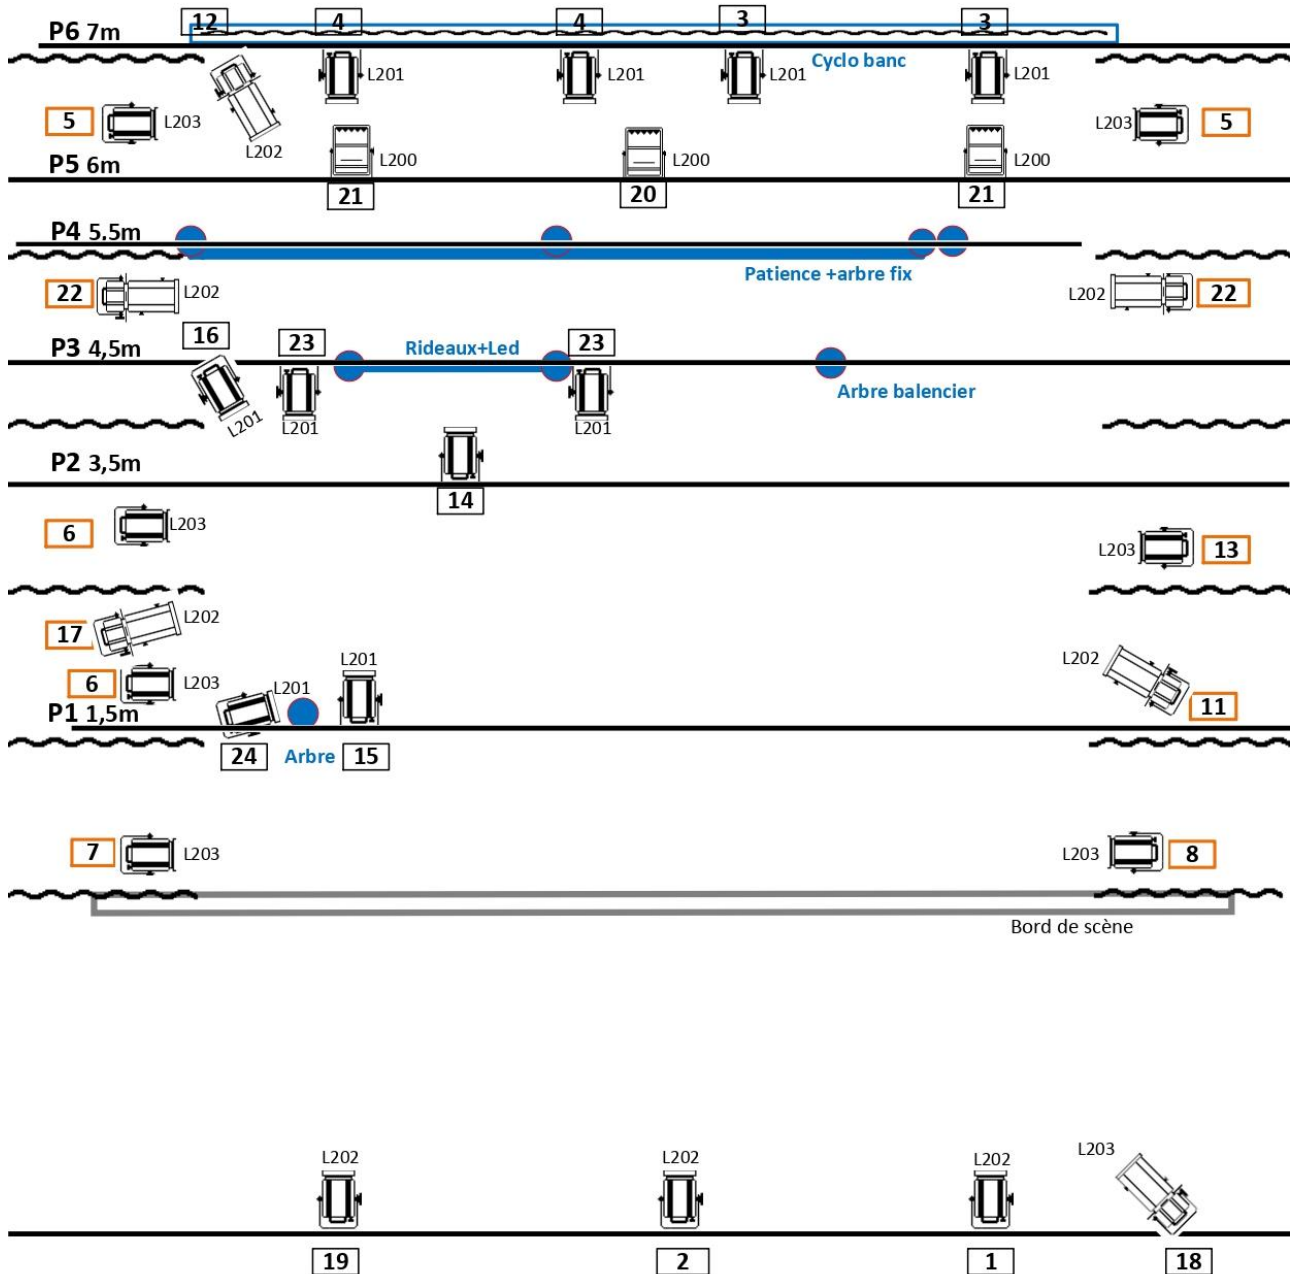 P6 7m
12
4
4
3
3
Cyclo banc
L201
L201
L201
L201
5
L203
L202
L203
5
P5 6m
L200
L200
L200
21
20
21
P4 5.5m
Patience +arbre fix
22
L202
L202
22
16
P3 4,5m
23
Rideaux+Led
23
Arbre balencier
L201
L201
L201
P2 3,5m
14
6
L203
L203
13
17
L202
L201
L202
6
L203
L201
P1 1,5m
11
24
Arbre
15
7
L203
L203
8
Bord de scène
L202
L202
L202
L203
19
2
1
18